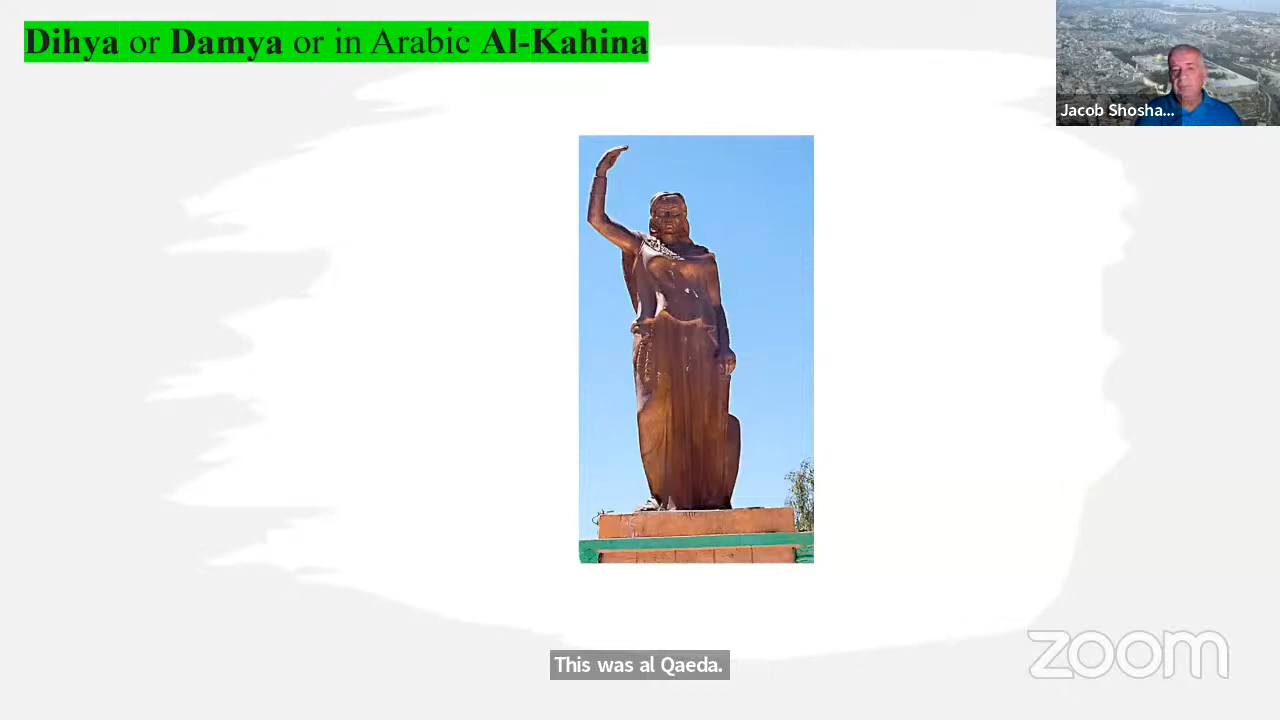 Dihya or Damya or in Arabic Al-Kahina
Jacob Shosha...
This was al Qaeda.
zoom